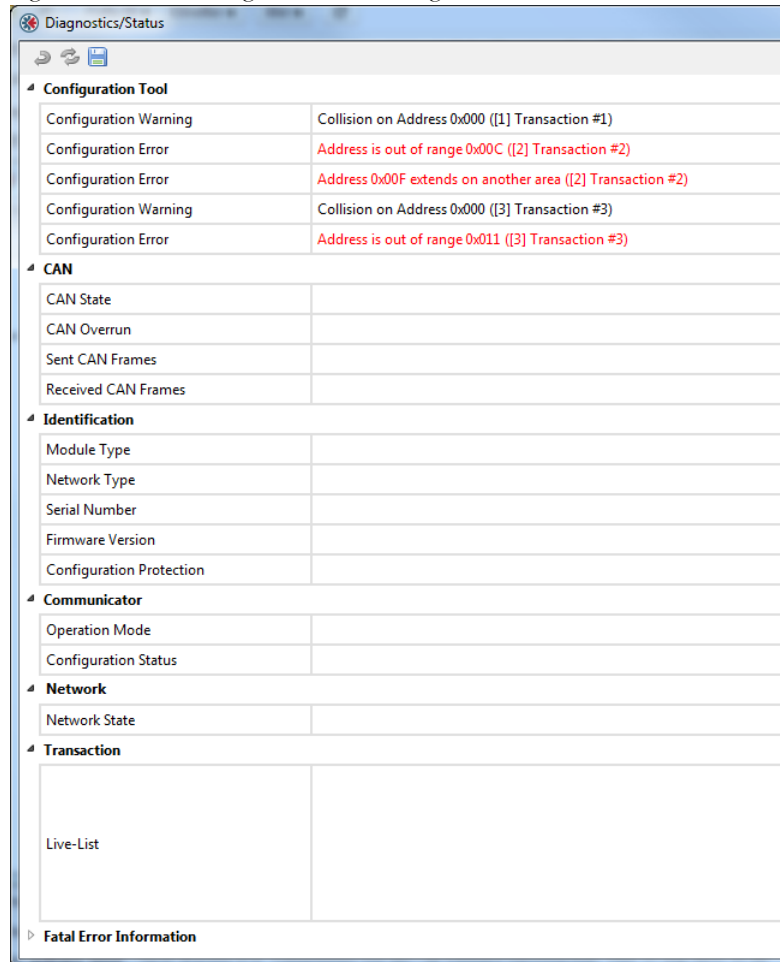 Diagnostics/Status
Configuration Tool
Configuration Warning Collision on Address 0x000 ([1] Transaction #1)
Configuration Error Address is out of range 0x00C ([2] Transaction #2)
Configuration Error Address 0x00F extends on another area ([2] Transaction #2)
Configuration Warning Collision on Address 0x000 ([3] Transaction #3)
Configuration Error Address is out of range 0x011 ([3] Transaction #3)
CAN
CAN State
CAN Overrun
Sent CAN Frames
Received CAN Frames
Identification
Module Type
Network Type
Serial Number
Firmware Version
Configuration Protection
Communicator
Operation Mode
Configuration Status
Network
Network State
Transaction
Live-List
Fatal Error Information